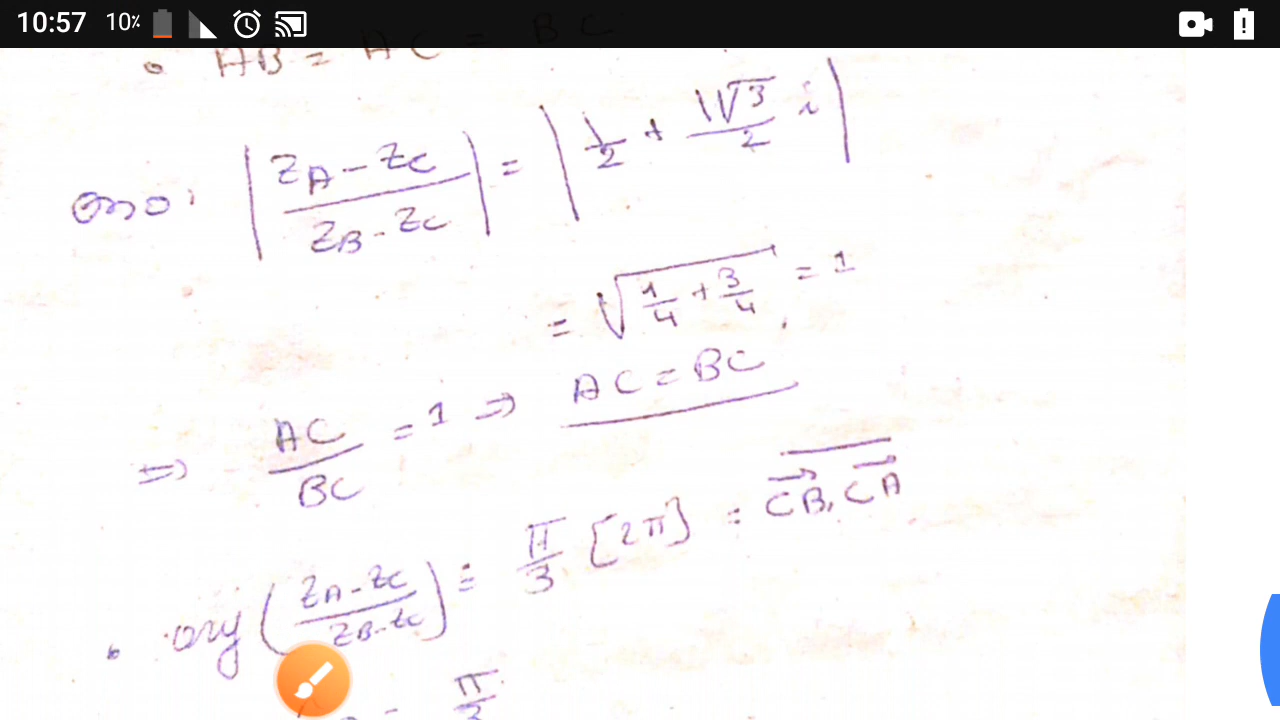 10:57 10%
• AB = AC = BC
|Z_A - Z_C / Z_B - Z_C| = |1/2 + √3/2 i|
= √(1/4 + 3/4) = 1
⇒ AC/BC = 1 ⇒ AC = BC
• arg(Z_A - Z_C / Z_B - Z_C) = π/3 [2π] = CB, CA
π/3